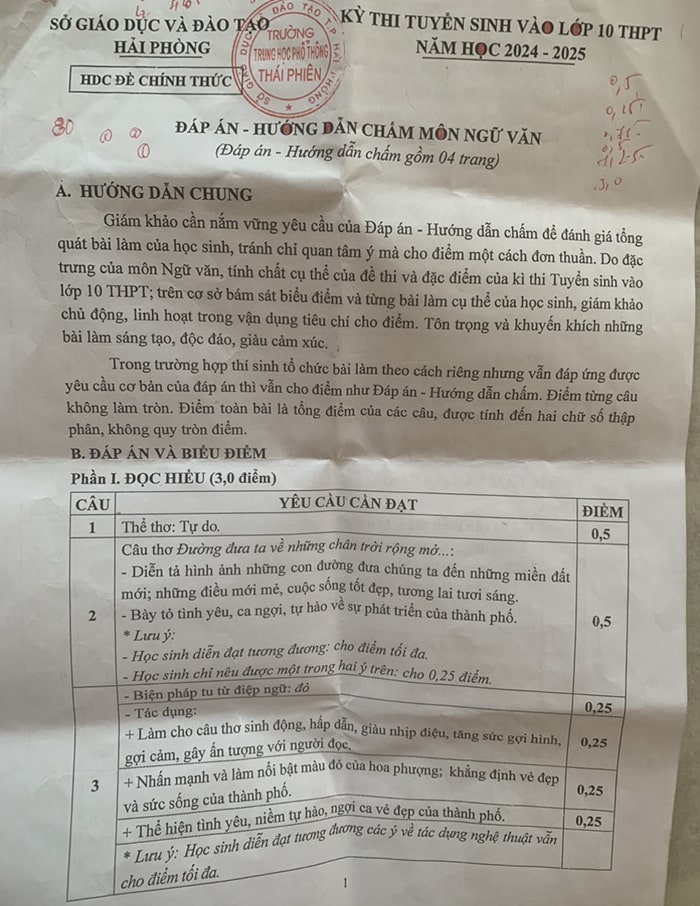 SỞ GIÁO DỤC VÀ ĐÀO TẠO
HẢI PHÒNG
HDC ĐỀ CHÍNH THỨC
TRƯỜNG
TRUNG HỌC PHỔ THÔNG
THÁI PHIÊN
KỲ THI TUYỂN SINH VÀO LỚP 10 THPT
NĂM HỌC 2024 - 2025
0,5
3,0
ĐÁP ÁN - HƯỚNG DẪN CHẤM MÔN NGỮ VĂN
(Đáp án - Hướng dẫn chấm gồm 04 trang)
A. HƯỚNG DẪN CHUNG
Giám khảo cần nắm vững yêu cầu của Đáp án - Hướng dẫn chấm để đánh giá tổng
quát bài làm của học sinh, tránh chỉ quan tâm ý mà cho điểm một cách đơn thuần. Do đặc
trưng của môn Ngữ văn, tính chất cụ thể của đề thi và đặc điểm của kì thi Tuyển sinh vào
lớp 10 THPT; trên cơ sở bám sát biểu điểm và từng bài làm cụ thể của học sinh, giám khảo
chủ động, linh hoạt trong vận dụng tiêu chí cho điểm. Tôn trọng và khuyến khích những
bài làm sáng tạo, độc đáo, giàu cảm xúc.
Trong trường hợp thí sinh tổ chức bài làm theo cách riêng nhưng vẫn đáp ứng được
yêu cầu cơ bản của đáp án thì vẫn cho điểm như Đáp án - Hướng dẫn chấm. Điểm từng câu
không làm tròn. Điểm toàn bài là tổng điểm của các câu, được tính đến hai chữ số thập
phân, không quy tròn điểm.
B. ĐÁP ÁN VÀ BIỂU ĐIỂM
Phần I. ĐỌC HIỂU (3,0 điểm)
CÂU YÊU CẦU CẦN ĐẠT ĐIỂM
1 Thể thơ: Tự do. 0,5
Câu thơ Đường đưa ta về những chân trời rộng mở...:
- Diễn tả hình ảnh những con đường đưa chúng ta đến những miền đất
mới; những điều mới mẻ, cuộc sống tốt đẹp, tương lai tươi sáng.
- Bày tỏ tình yêu, ca ngợi, tự hào về sự phát triển của thành phố.
2 0,5
* Lưu ý:
- Học sinh diễn đạt tương đương: cho điểm tối đa.
- Học sinh chỉ nêu được một trong hai ý trên: cho 0,25 điểm.
- Biện pháp tu từ điệp ngữ: đỏ 0,25
- Tác dụng:
+ Làm cho câu thơ sinh động, hấp dẫn, giàu nhịp điệu, tăng sức gợi hình, 0,25
gợi cảm, gây ấn tượng với người đọc.
3 + Nhấn mạnh và làm nổi bật màu đỏ của hoa phượng; khẳng định vẻ đẹp 0,25
và sức sống của thành phố.
+ Thể hiện tình yêu, niềm tự hào, ngợi ca vẻ đẹp của thành phố. 0,25
* Lưu ý: Học sinh diễn đạt tương đương các ý về tác dụng nghệ thuật vẫn
cho điểm tối đa.
1